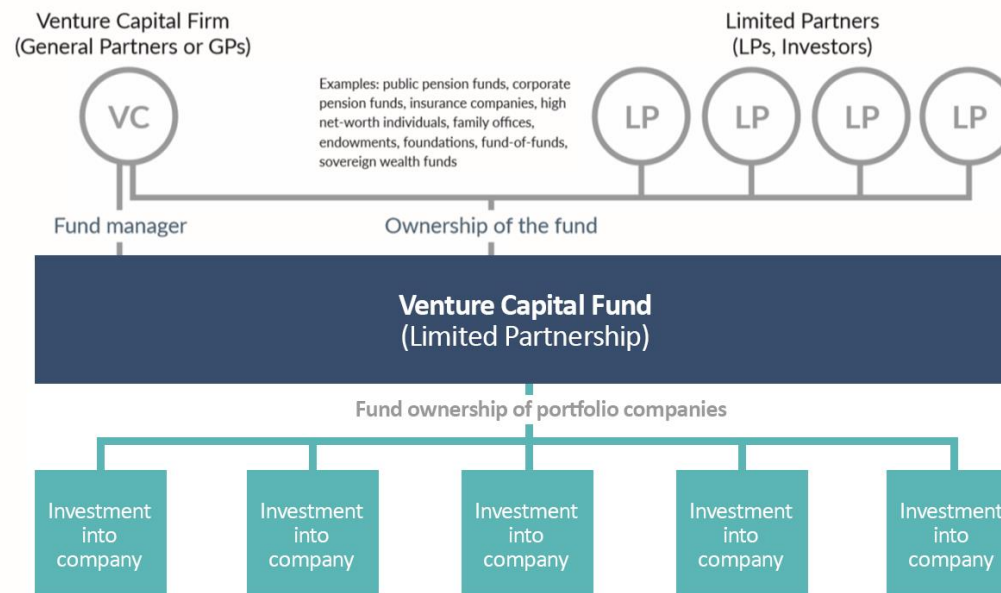 Venture Capital Firm
(General Partners or GPs)
Limited Partners
(LPs, Investors)
VC
Examples: public pension funds, corporate
pension funds, insurance companies, high
net-worth individuals, family offices,
endowments, foundations, fund-of-funds,
sovereign wealth funds
LP
LP
LP
LP
Fund manager
Ownership of the fund
Venture Capital Fund
(Limited Partnership)
Fund ownership of portfolio companies
Investment
into
company
Investment
into
company
Investment
into
company
Investment
into
company
Investment
into
company